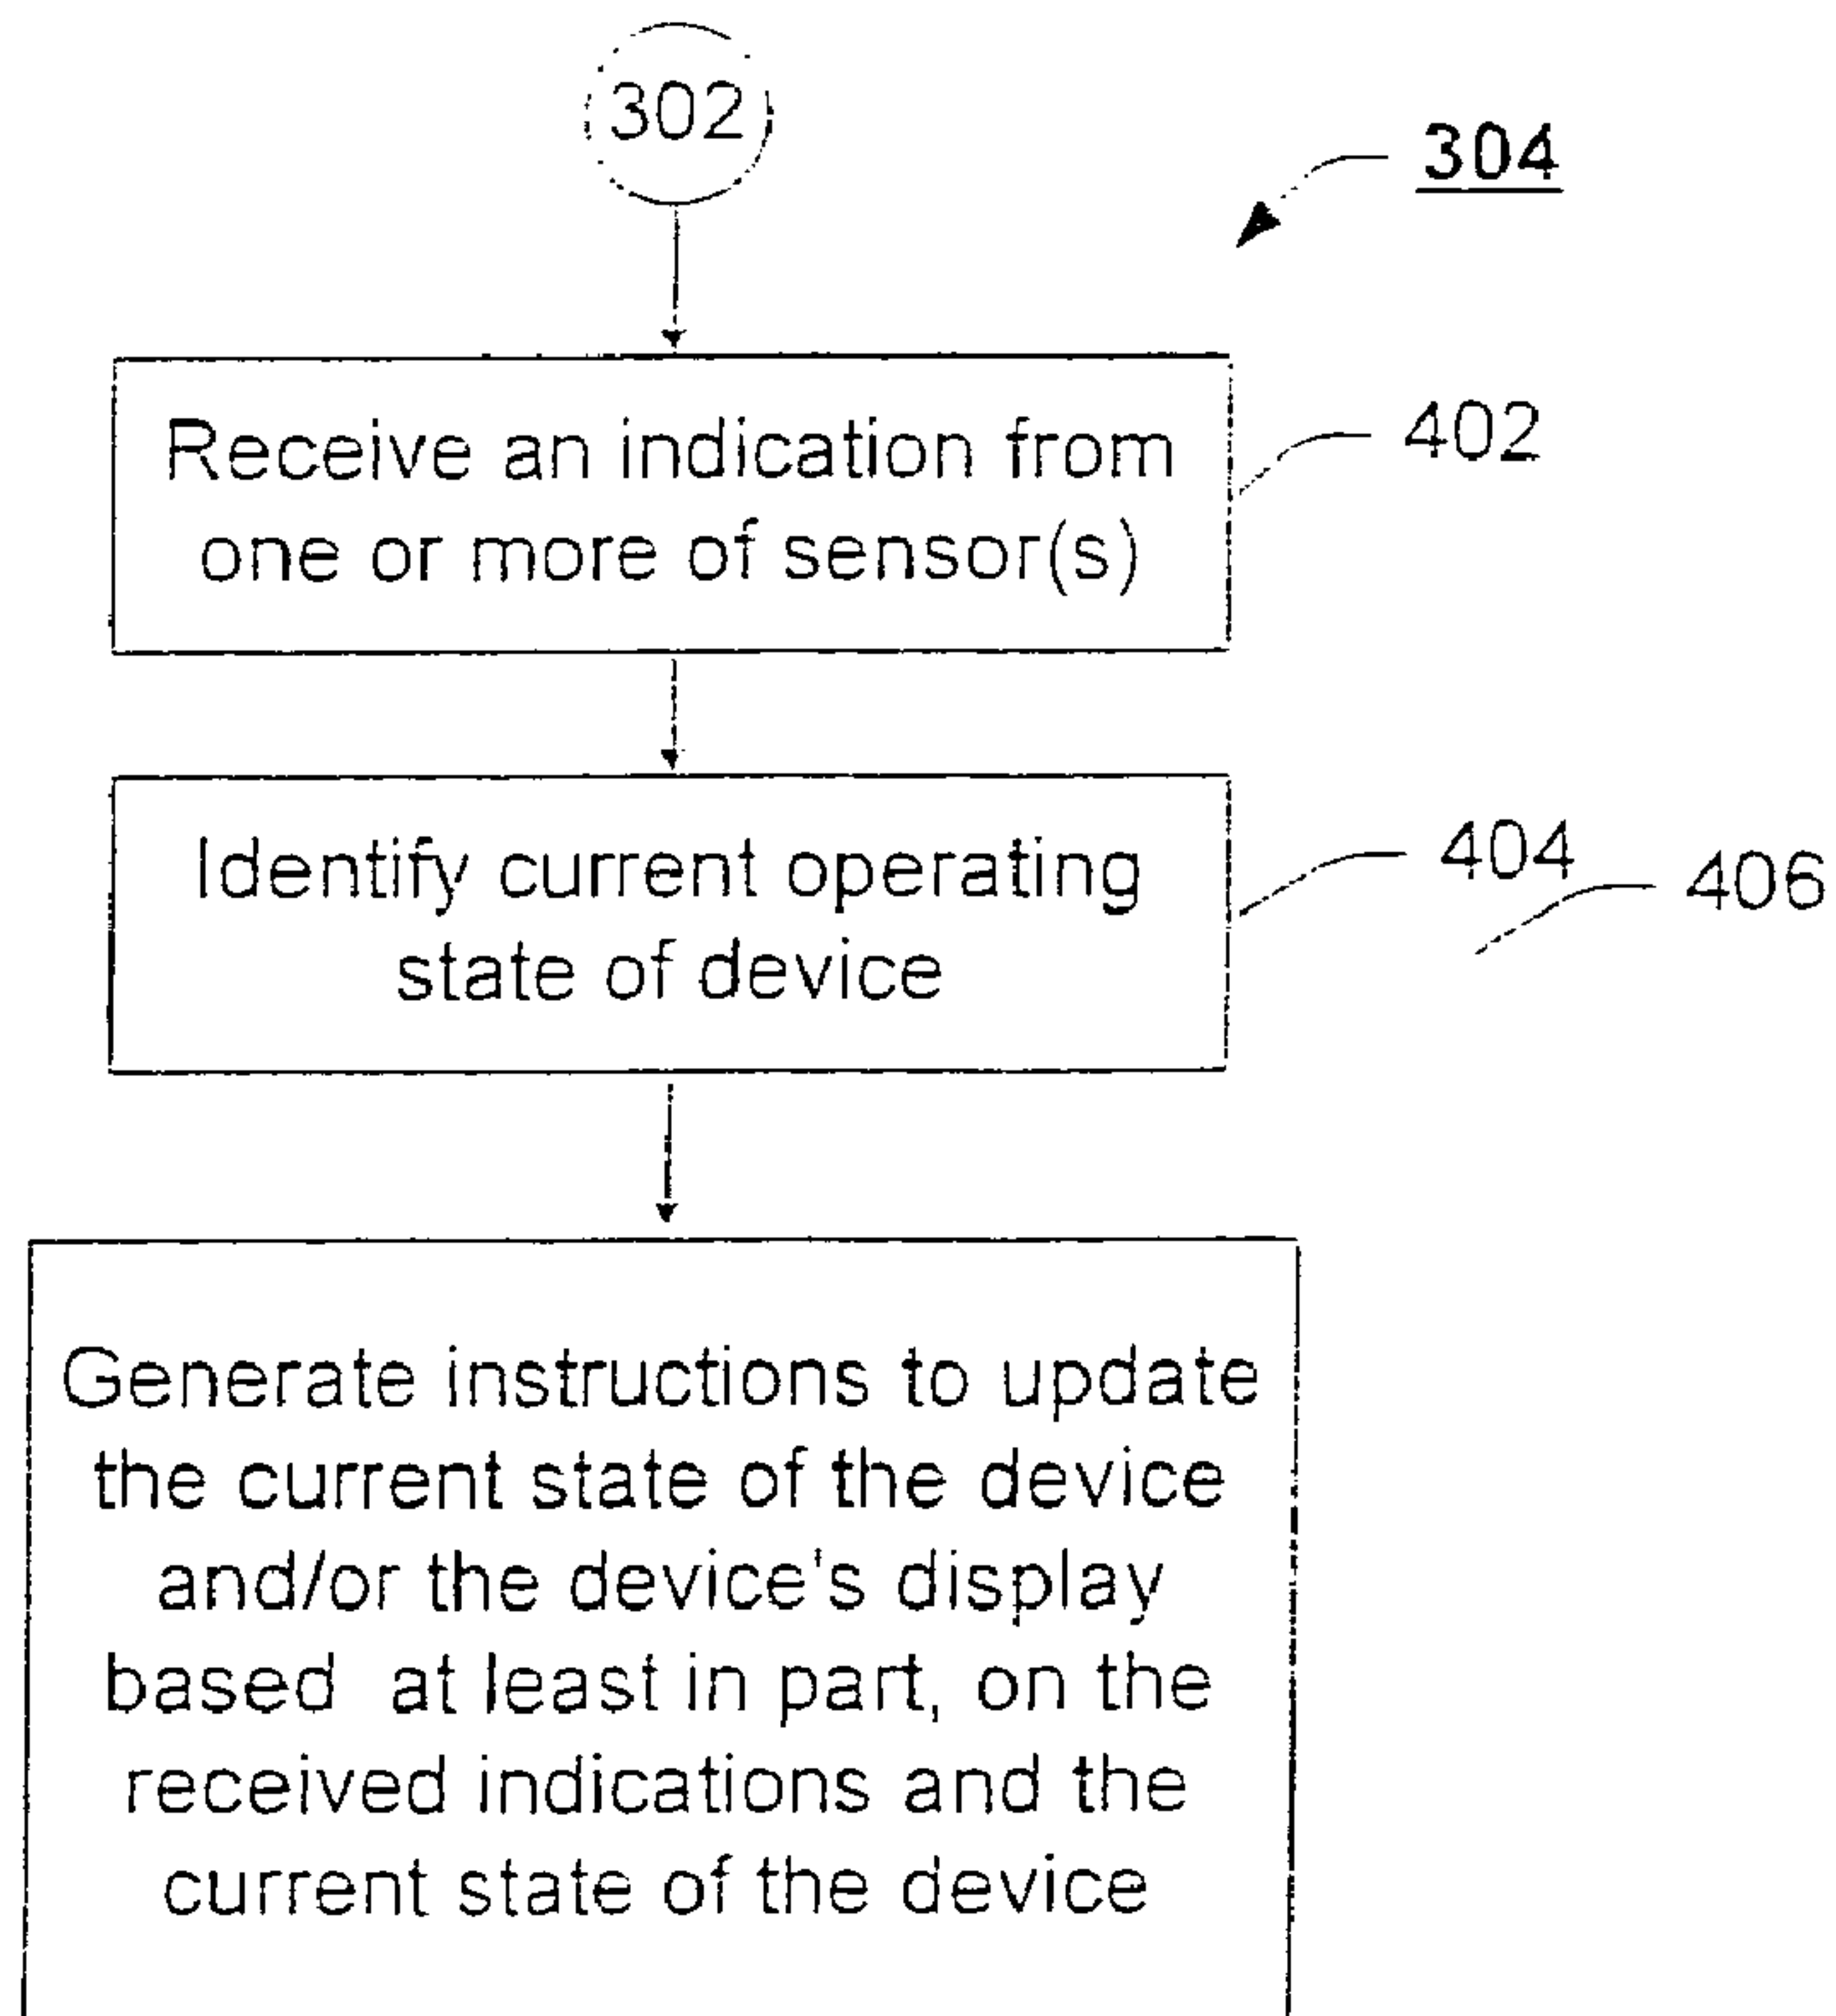 302
304
Receive an indication from
one or more of sensor(s)
402
Identify current operating
state of device
404
406
Generate instructions to update
the current state of the device
and/or the device's display
based  at least in part, on the
received indications and the
current state of the device